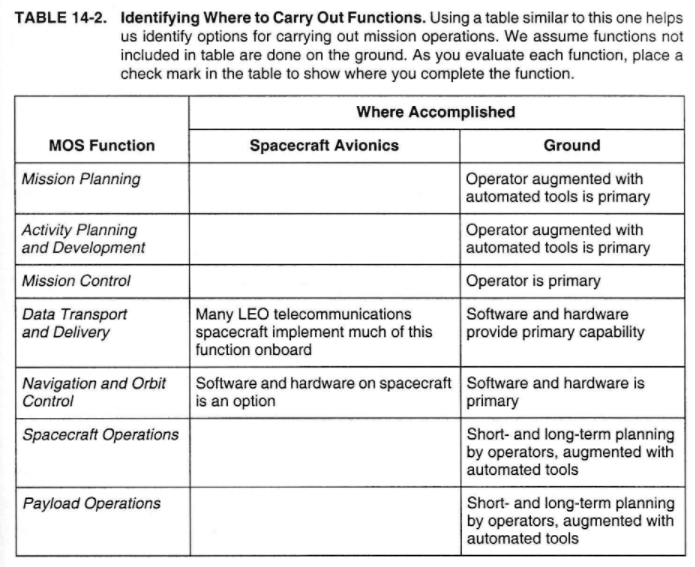 TABLE 14-2. Identifying Where to Carry Out Functions. Using a table similar to this one helps
us identify options for carrying out mission operations. We assume functions not
included in table are done on the ground. As you evaluate each function, place a
check mark in the table to show where you complete the function.
Where Accomplished
MOS Function
Spacecraft Avionics
Ground
Mission Planning
Operator augmented with
automated tools is primary
Activity Planning
and Development
Operator augmented with
automated tools is primary
Mission Control
Operator is primary
Data Transport
and Delivery
Many LEO telecommunications
spacecraft implement much of this
function onboard
Software and hardware
provide primary capability
Navigation and Orbit
Control
Software and hardware on spacecraft
is an option
Software and hardware is
primary
Spacecraft Operations
Short- and long-term planning
by operators, augmented with
automated tools
Payload Operations
Short- and long-term planning
by operators, augmented with
automated tools